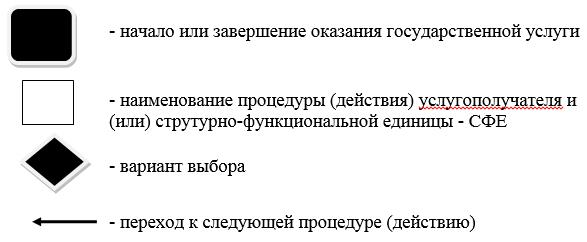 - начало или завершение оказания государственной услуги
- наименование процедуры (действия) услугополучателя и
(или) струтурно-функциональной единицы - СФЕ
- вариант выбора
- переход к следующей процедуре (действию)